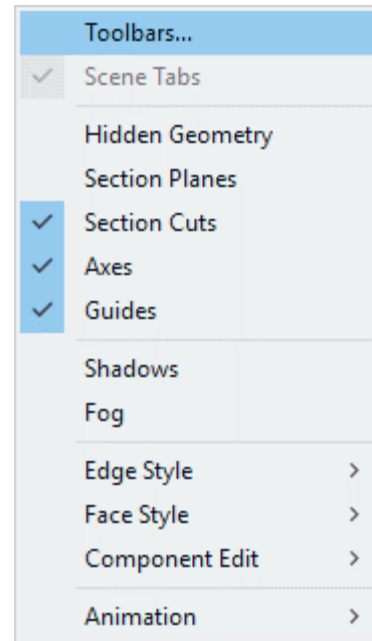 Toolbars...
Scene Tabs
Hidden Geometry
Section Planes
Section Cuts
Axes
Guides
Shadows
Fog
Edge Style
Face Style
Component Edit
Animation